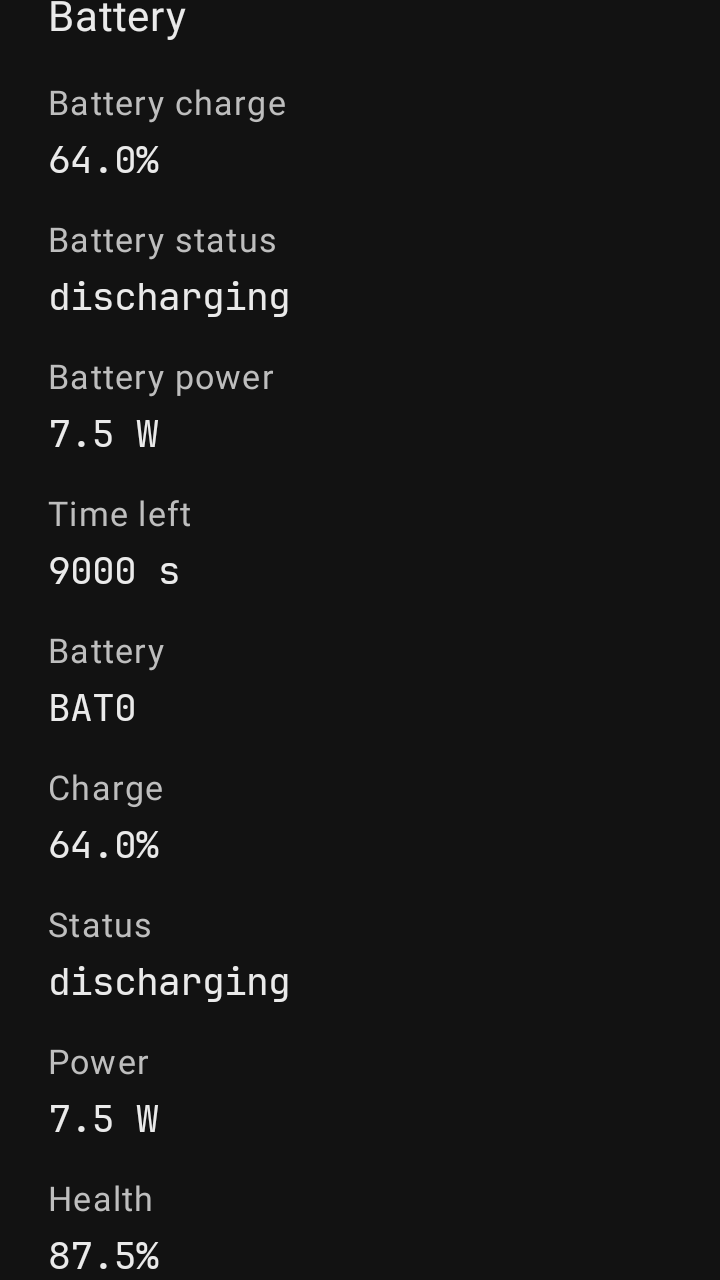 Battery
Battery charge
64.0%
Battery status
discharging
Battery power
7.5 W
Time left
9000 s
Battery
BAT0
Charge
64.0%
Status
discharging
Power
7.5 W
Health
87.5%